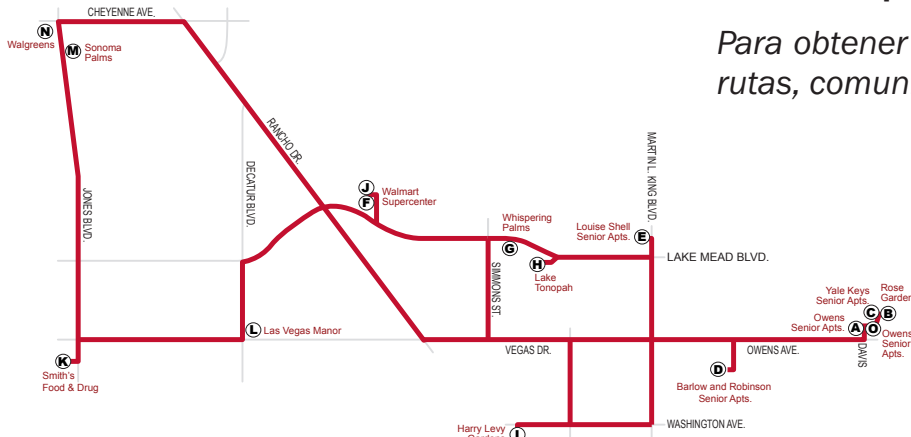 CHEYENNE AVE.
N
Walgreens
M
Sonoma
Palms
Para obtener
rutas, comun
RANCHO DR.
MARTIN L. KING BLVD.
JONES BLVD.
DECATUR BLVD.
J
F
Walmart
Supercenter
Whispering
Palms
G
Louise Shell
Senior Apts.
E
LAKE MEAD BLVD.
H
Lake
Tonopah
SIMMONS ST.
Yale Keys
Senior Apts.
C
Rose
Garden
B
Owens
Senior Apts.
A
O
Owens
Senior
Apts.
L
Las Vegas Manor
VEGAS DR.
OWENS AVE.
DAVIS
K
Smith's
Food & Drug
D
Barlow and Robinson
Senior Apts.
WASHINGTON AVE.
Harry Levy
I